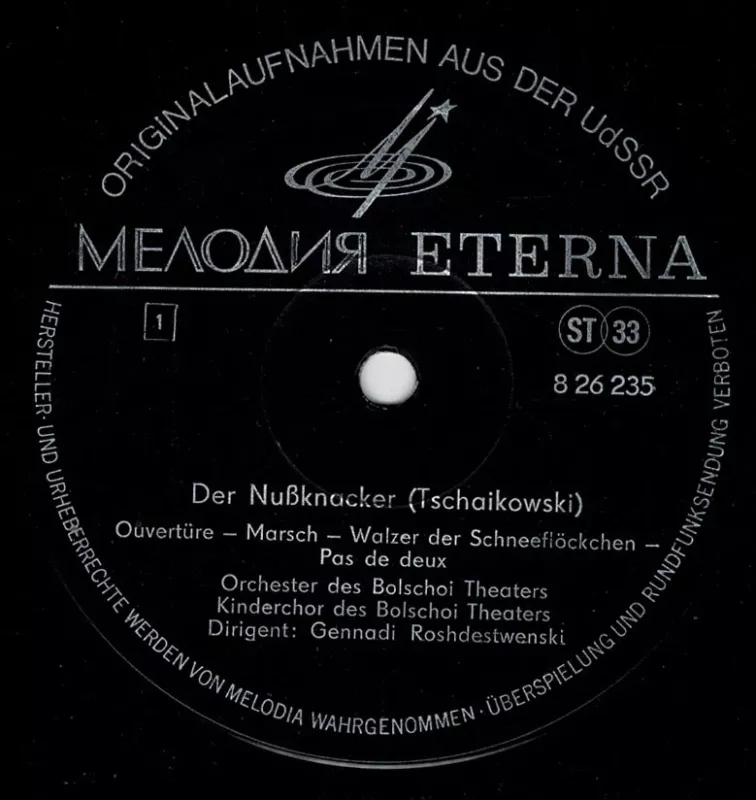 ORIGINALAUFNAHMEN AUS DER UdSSR
МЕЛОДИЯ ETERNA
1
ST 33
8 26 235
Der Nußknacker (Tschaikowski)
Ouvertüre – Marsch – Walzer der Schneeflöckchen –
Pas de deux
Orchester des Bolschoi Theaters
Kinderchor des Bolschoi Theaters
Dirigent: Gennadi Roshdestwenski
HERSTELLER- UND URHEBERRECHTE WERDEN VON MELODIA WAHRGENOMMEN · ÜBERSPIELUNG UND RUNDFUNKSENDUNG VERBOTEN